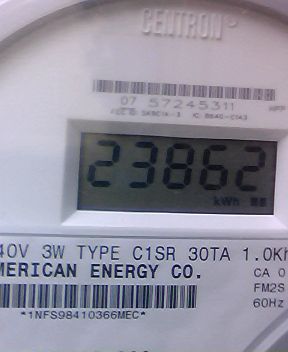 CENTRON
07 57245311
23862
kWh
40V 3W TYPE C1SR 30TA 1.0Kh
MERICAN ENERGY CO.
CA 0
FM2S
60Hz
*1NFS98410366MEC*